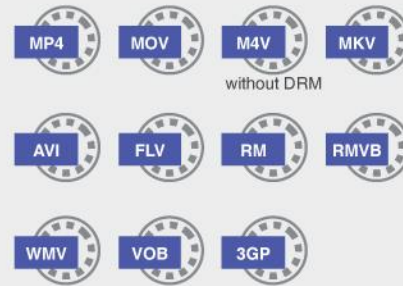 MP4 MOV M4V MKV
without DRM
AVI FLV RM RMVB
WMV VOB 3GP